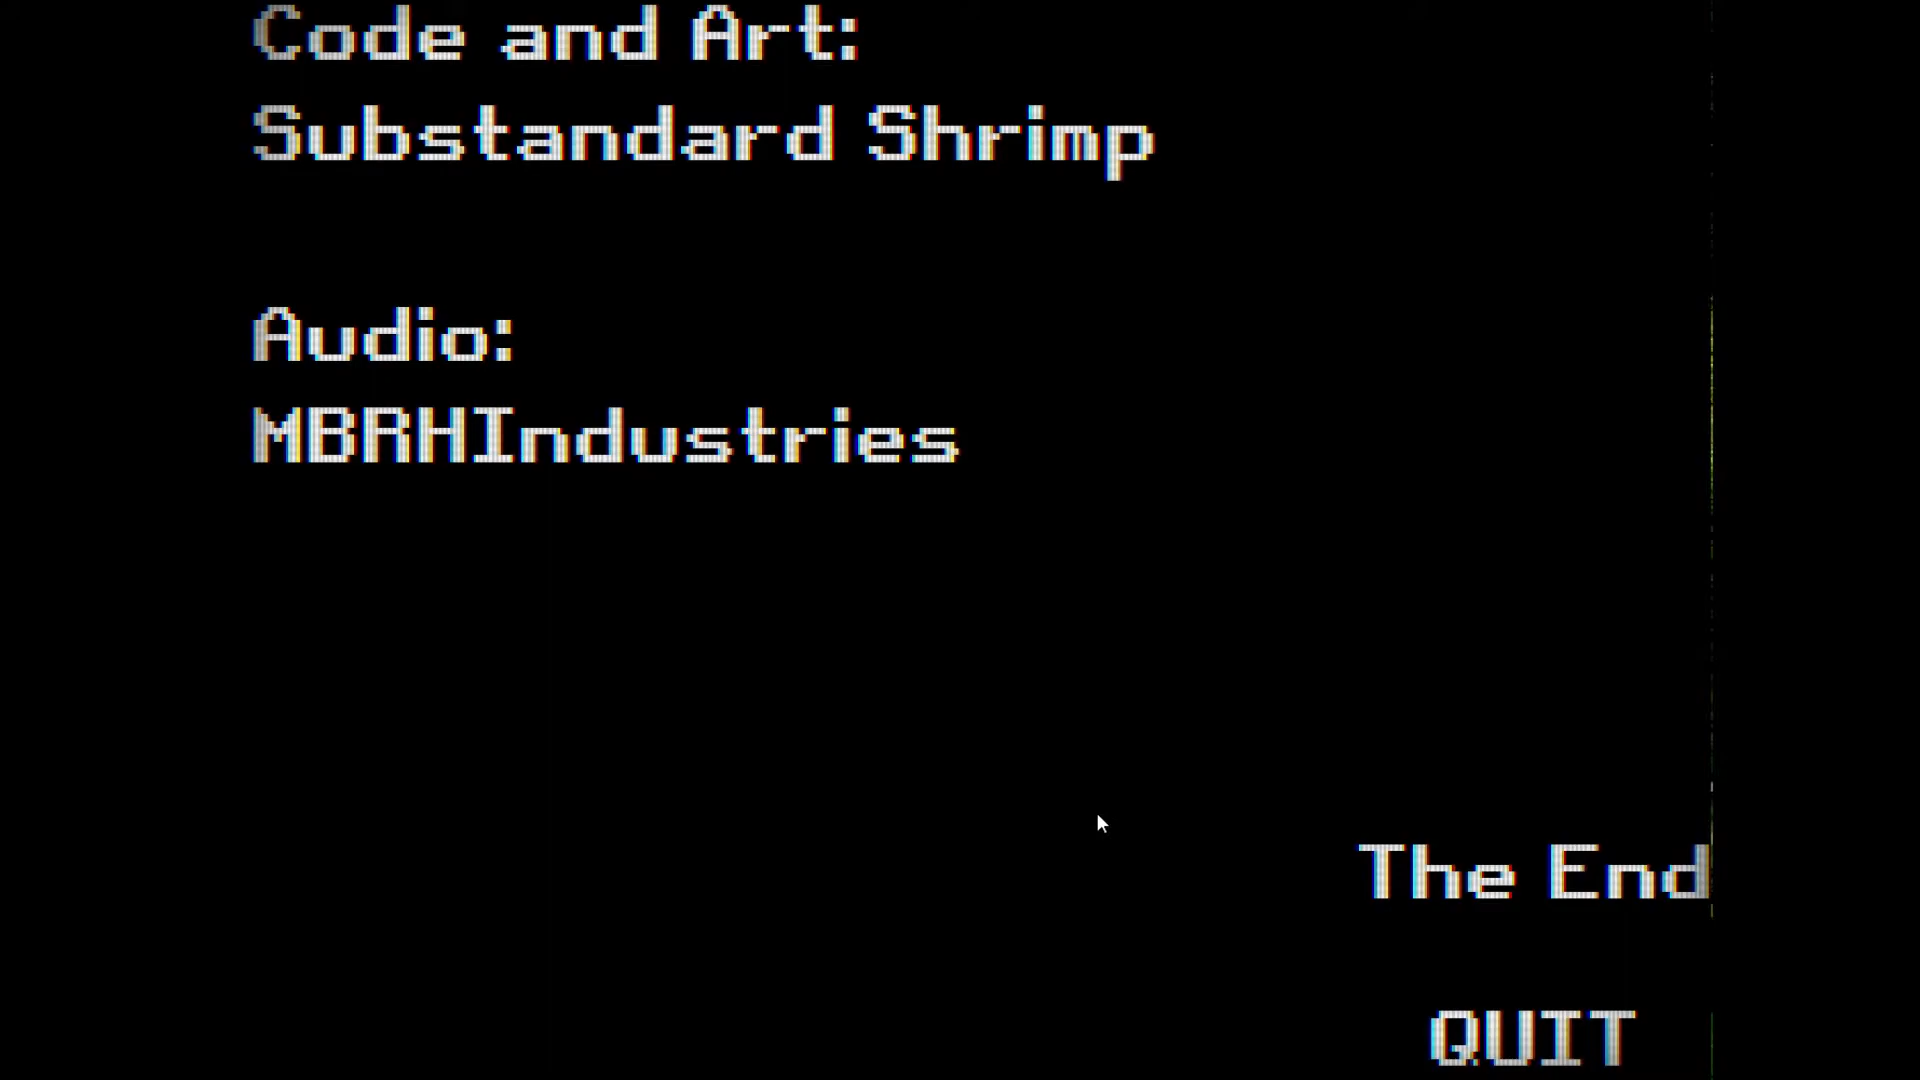 Code and Art:
Substandard Shrimp
Audio:
MBRHIndustries
The End
QUIT